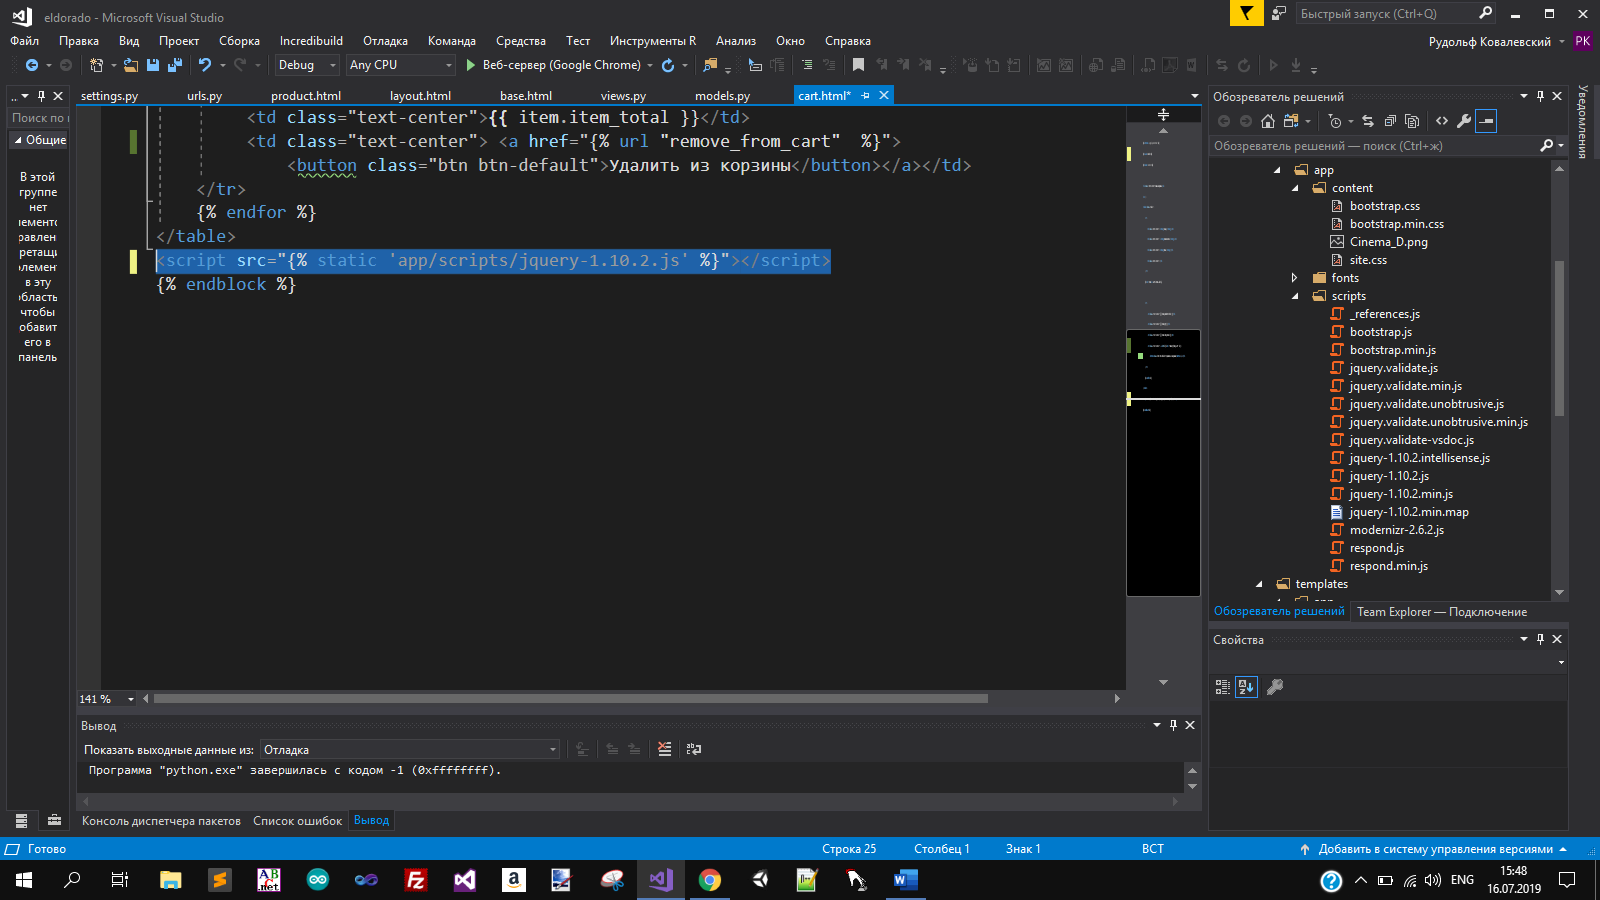 eldorado - Microsoft Visual Studio
Быстрый запуск (Ctrl+Q)
Файл Правка Вид Проект Сборка Incredibuild Отладка Команда Средства Тест Инструменты R Анализ Окно Справка
Рудольф Ковалевский РК
Debug Any CPU Веб-сервер (Google Chrome)
settings.py urls.py product.html layout.html base.html views.py models.py cart.html*
Поиск по
Общие
В этой
группе
нет
в эту
чтобы
его в
панель
<td class="text-center">{{ item.item_total }}</td>
<td class="text-center"> <a href="{% url "remove_from_cart"  %}">
<button class="btn btn-default">Удалить из корзины</button></a></td>
</tr>
{% endfor %}
</table>
<script src="{% static 'app/scripts/jquery-1.10.2.js' %}"></script>
{% endblock %}
141 %
Вывод
Показать выходные данные из: Отладка
Программа "python.exe" завершилась с кодом -1 (0xffffffff).
Консоль диспетчера пакетов Список ошибок Вывод
Обозреватель решений
Обозреватель решений — поиск (Ctrl+ж)
app
content
bootstrap.css
bootstrap.min.css
Cinema_D.png
site.css
fonts
scripts
_references.js
bootstrap.js
bootstrap.min.js
jquery.validate.js
jquery.validate.min.js
jquery.validate.unobtrusive.js
jquery.validate.unobtrusive.min.js
jquery.validate-vsdoc.js
jquery-1.10.2.intellisense.js
jquery-1.10.2.js
jquery-1.10.2.min.js
jquery-1.10.2.min.map
modernizr-2.6.2.js
respond.js
respond.min.js
templates
Обозреватель решений Team Explorer — Подключение
Свойства
Уведомления
Готово Строка 25 Столбец 1 Знак 1 ВСТ Добавить в систему управления версиями
ENG
15:48
16.07.2019